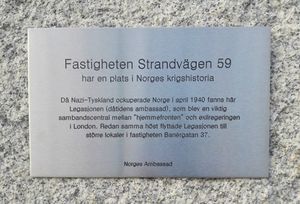 Fastigheten Strandvägen 59
har en plats i Norges krigshistoria
Då Nazi-Tyskland ockuperade Norge i april 1940 fanns här
Legasjonen (dåtidens ambassad), som blev en viktig
sambandscentral mellan "hjemmefronten" och exilregeringen
i London. Redan samma höst flyttade Legasjonen till
större lokaler i fastigheten Banérgatan 37.
Norges Ambassad